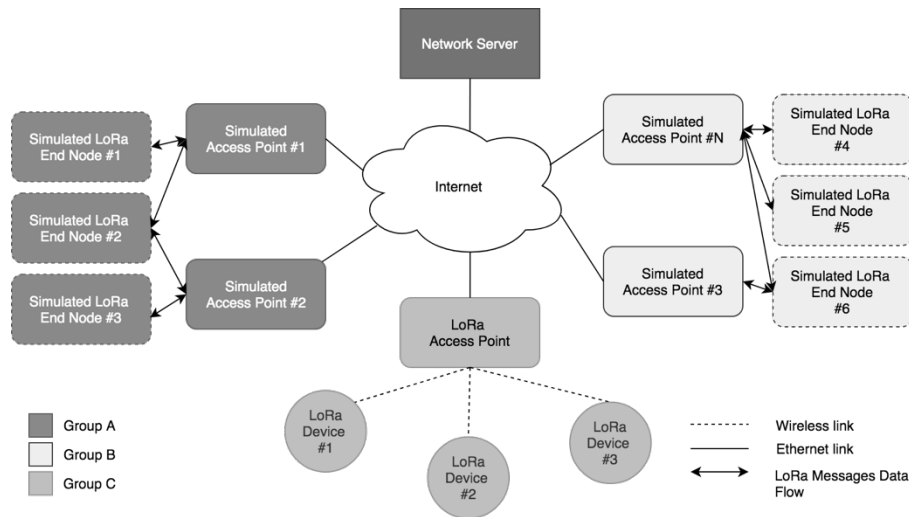 Network Server
Simulated LoRa
End Node #1
Simulated LoRa
End Node #2
Simulated LoRa
End Node #3
Simulated
Access Point #1
Simulated
Access Point #2
Internet
Simulated
Access Point #N
Simulated
Access Point #3
Simulated LoRa
End Node
#4
Simulated LoRa
End Node
#5
Simulated LoRa
End Node
#6
LoRa
Access Point
LoRa
Device
#1
LoRa
Device
#2
LoRa
Device
#3
Group A
Group B
Group C
Wireless link
Ethernet link
LoRa Messages Data
Flow